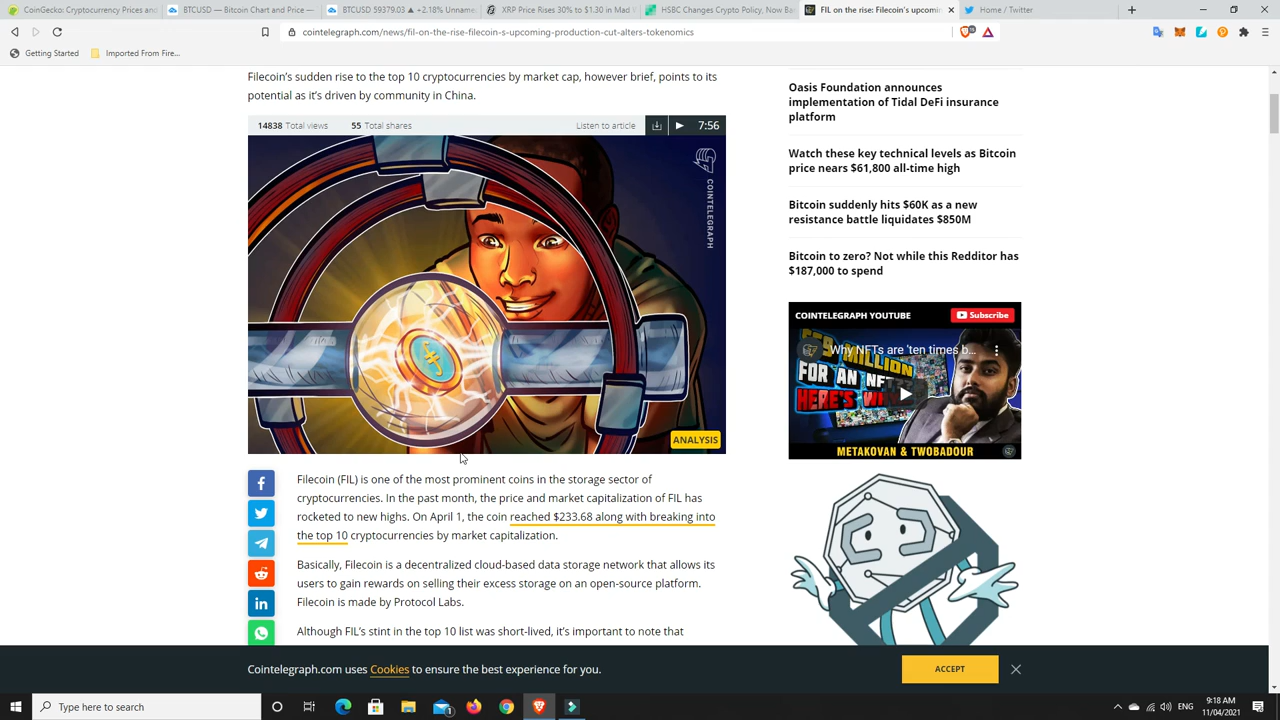 CoinGecko: Cryptocurrency Prices and
BTCUSD — Bitcoin Chart and Price —
BTCUSD 59379.03 ▲ +2.18% Unname
XRP Price Rises 30% to $1.30 in Mad W
HSBC Changes Crypto Policy, Now Ba
FIL on the rise: Filecoin's upcomin
Home / Twitter
cointelegraph.com/news/fil-on-the-rise-filecoin-s-upcoming-production-cut-alters-tokenomics
Getting Started
Imported From Fire...
Filecoin's sudden rise to the top 10 cryptocurrencies by market cap, however brief, points to its
potential as it's driven by community in China.
14838 Total views
55 Total shares
Listen to article
7:56
COINTELEGRAPH
ANALYSIS
Filecoin (FIL) is one of the most prominent coins in the storage sector of
cryptocurrencies. In the past month, the price and market capitalization of FIL has
rocketed to new highs. On April 1, the coin reached $233.68 along with breaking into
the top 10 cryptocurrencies by market capitalization.
Basically, Filecoin is a decentralized cloud-based data storage network that allows its
users to gain rewards on selling their excess storage on an open-source platform.
Filecoin is made by Protocol Labs.
Although FIL's stint in the top 10 list was short-lived, it's important to note that
Oasis Foundation announces
implementation of Tidal DeFi insurance
platform
Watch these key technical levels as Bitcoin
price nears $61,800 all-time high
Bitcoin suddenly hits $60K as a new
resistance battle liquidates $850M
Bitcoin to zero? Not while this Redditor has
$187,000 to spend
COINTELEGRAPH YOUTUBE
Subscribe
Why NFTs are 'ten times b...
MILLION
FOR AN NFT?
HERE'S
METAKOVAN & TWOBADOUR
Cointelegraph.com uses Cookies to ensure the best experience for you.
ACCEPT
Type here to search
ENG
9:18 AM
11/04/2021